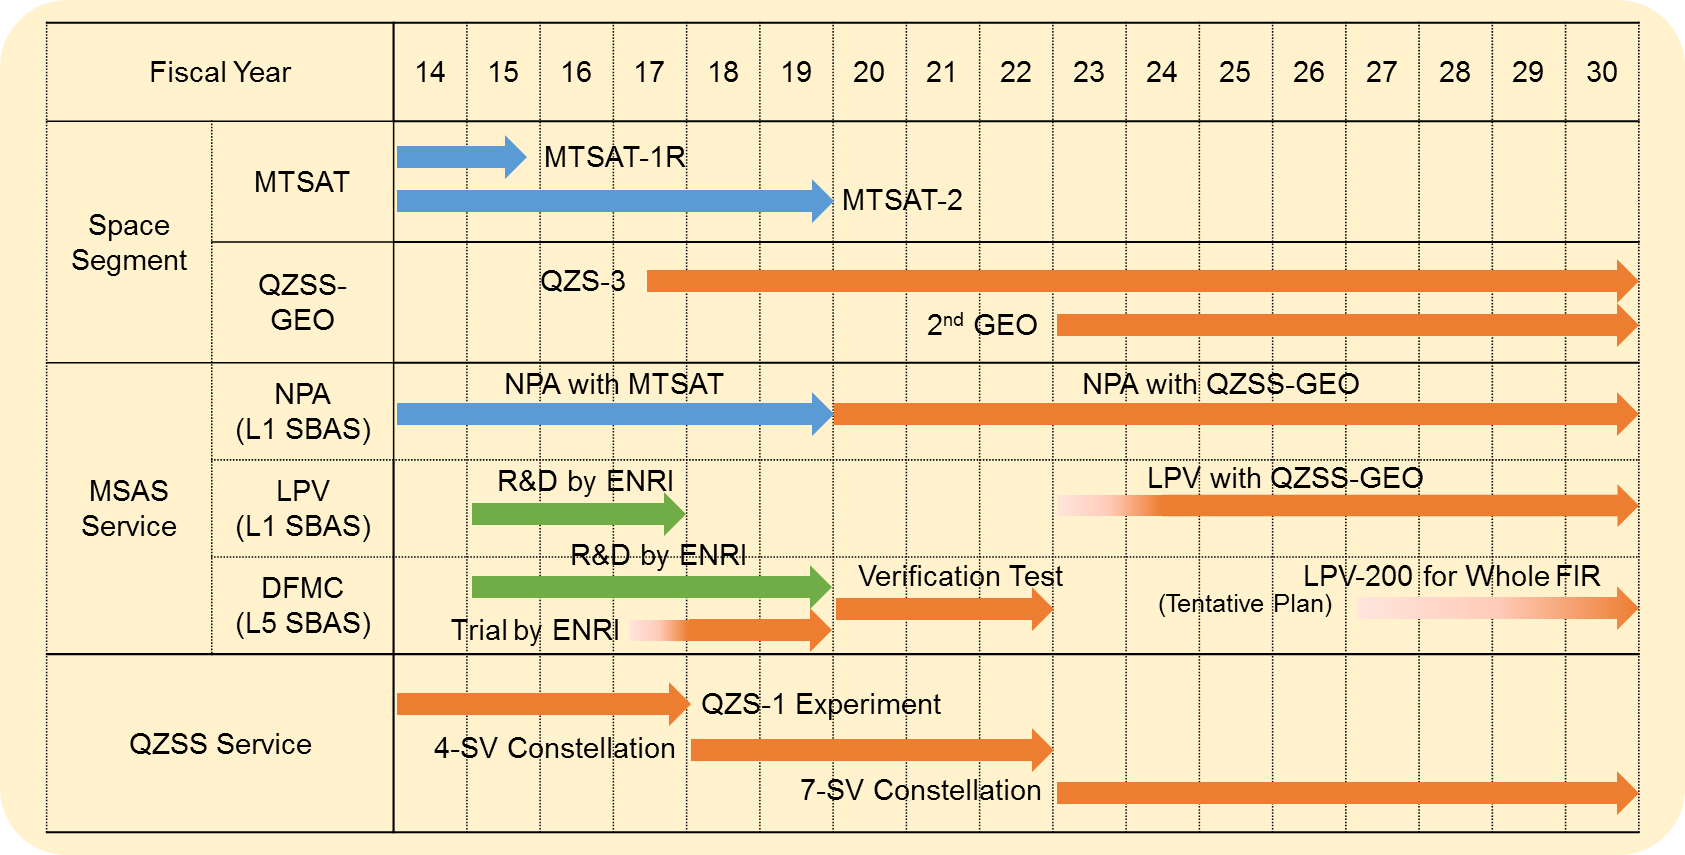 Fiscal Year 14 15 16 17 18 19 20 21 22 23 24 25 26 27 28 29 30
Space
Segment
MTSAT
MTSAT-1R
MTSAT-2
QZSS-
GEO
QZS-3
2nd GEO
MSAS
Service
NPA
(L1 SBAS)
NPA with MTSAT
NPA with QZSS-GEO
LPV
(L1 SBAS)
R&D by ENRI
LPV with QZSS-GEO
DFMC
(L5 SBAS)
R&D by ENRI
Trial by ENRI
Verification Test
LPV-200 for Whole FIR
(Tentative Plan)
QZSS Service
QZS-1 Experiment
4-SV Constellation
7-SV Constellation